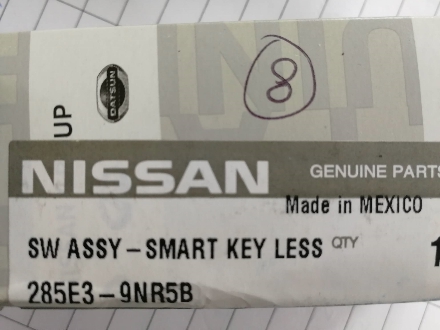 8
UP
DATSUN
NISSAN GENUINE PARTS
Made in MEXICO
SW ASSY-SMART KEY LESS QTY 1
285E3-9NR5B